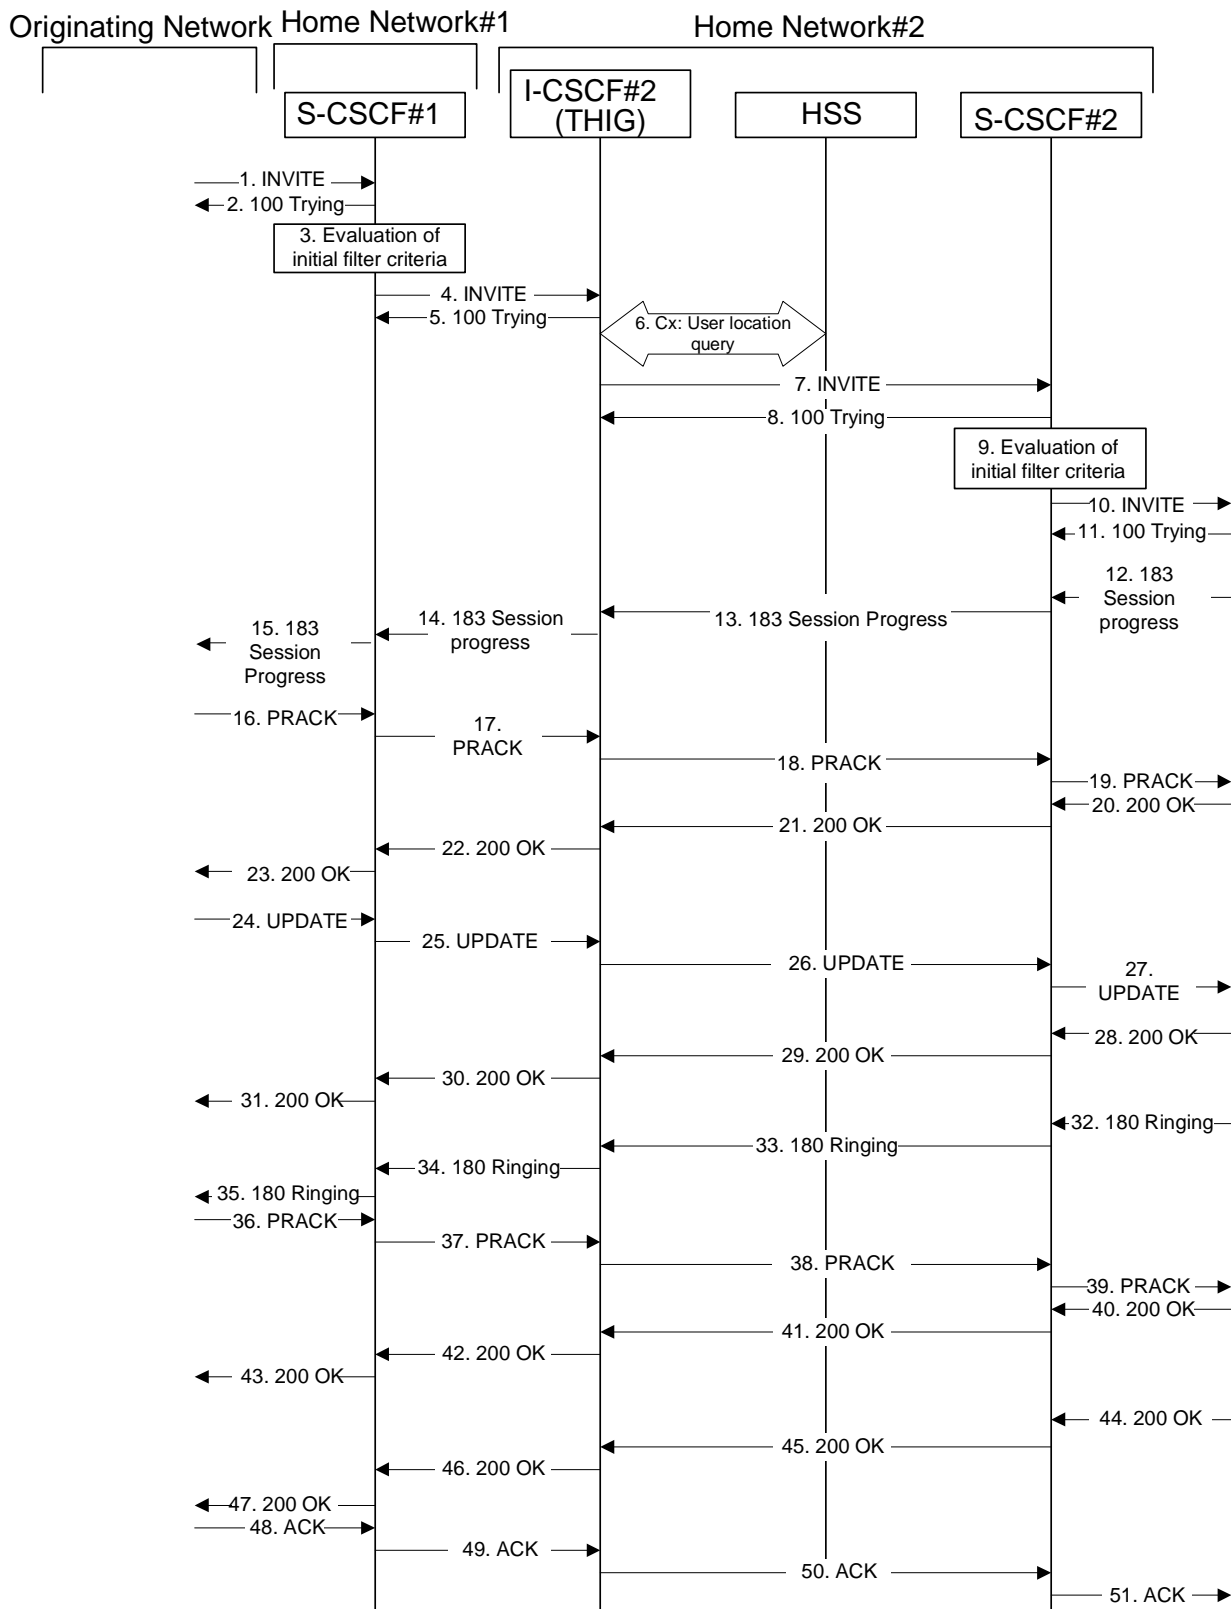 Originating Network
Home Network#1
Home Network#2
S-CSCF#1
I-CSCF#2
(THIG)
HSS
S-CSCF#2
1. INVITE
2. 100 Trying
3. Evaluation of
initial filter criteria
4. INVITE
5. 100 Trying
6. Cx: User location
query
7. INVITE
8. 100 Trying
9. Evaluation of
initial filter criteria
10. INVITE
11. 100 Trying
12. 183
Session
progress
13. 183 Session Progress
14. 183 Session
progress
15. 183
Session
Progress
16. PRACK
17.
PRACK
18. PRACK
19. PRACK
20. 200 OK
21. 200 OK
22. 200 OK
23. 200 OK
24. UPDATE
25. UPDATE
26. UPDATE
27.
UPDATE
28. 200 OK
29. 200 OK
30. 200 OK
31. 200 OK
32. 180 Ringing
33. 180 Ringing
34. 180 Ringing
35. 180 Ringing
36. PRACK
37. PRACK
38. PRACK
39. PRACK
40. 200 OK
41. 200 OK
42. 200 OK
43. 200 OK
44. 200 OK
45. 200 OK
46. 200 OK
47. 200 OK
48. ACK
49. ACK
50. ACK
51. ACK